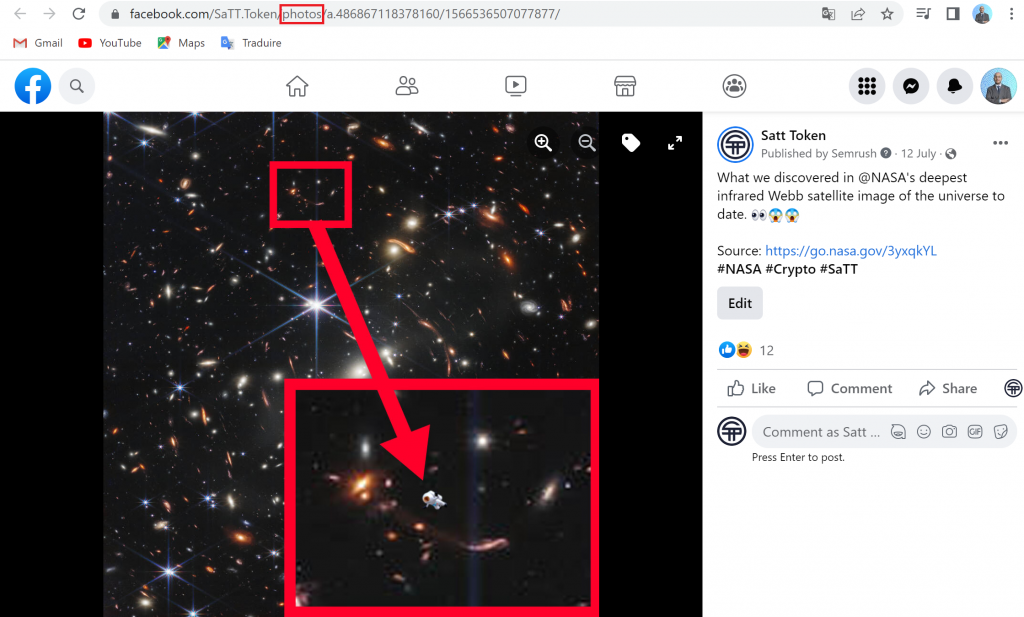 facebook.com/SaTT.Token/photos/a.486867118378160/1566536507077877/
Gmail YouTube Maps Traduire
Satt Token
Published by Semrush ? · 12 July ·
What we discovered in @NASA's deepest
infrared Webb satellite image of the universe to
date. 👀😱😱
Source: https://go.nasa.gov/3yxqkYL
#NASA #Crypto #SaTT
Edit
12
Like Comment Share
Comment as Satt ... GIF
Press Enter to post.